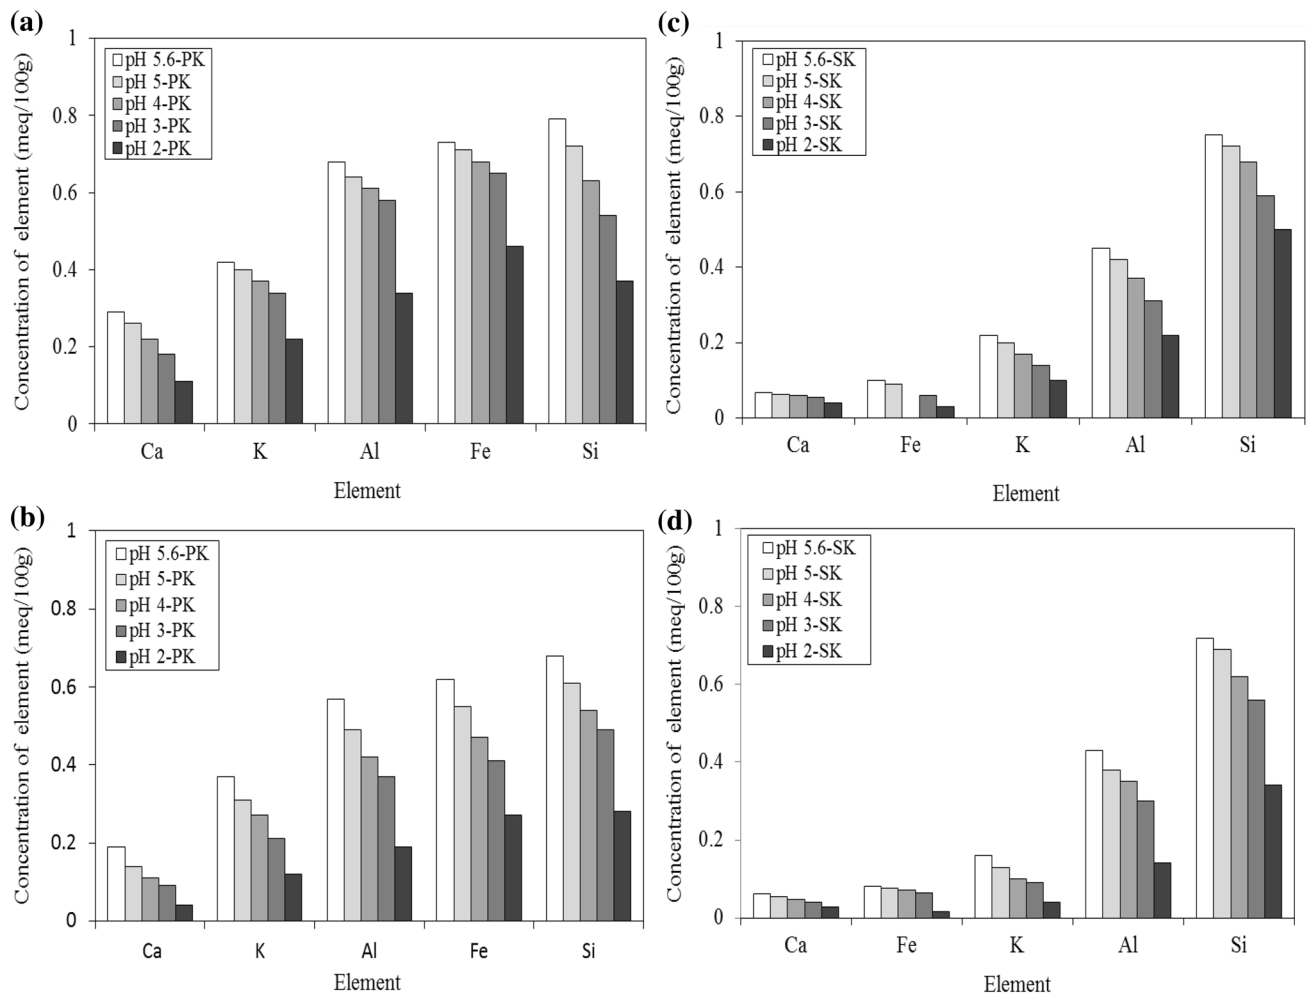 (a)
Concentration of element (meq/100g)
1
0.8
0.6
0.4
0.2
0
pH 5.6-PK
pH 5-PK
pH 4-PK
pH 3-PK
pH 2-PK
Ca K Al Fe Si
Element
(b)
Concentration of element (meq/100g)
1
0.8
0.6
0.4
0.2
0
pH 5.6-PK
pH 5-PK
pH 4-PK
pH 3-PK
pH 2-PK
Ca K Al Fe Si
Element
(c)
Concentration of element (meq/100g)
1
0.8
0.6
0.4
0.2
0
pH 5.6-SK
pH 5-SK
pH 4-SK
pH 3-SK
pH 2-SK
Ca Fe K Al Si
Element
(d)
Concentration of element (meq/100g)
1
0.8
0.6
0.4
0.2
0
pH 5.6-SK
pH 5-SK
pH 4-SK
pH 3-SK
pH 2-SK
Ca Fe K Al Si
Element